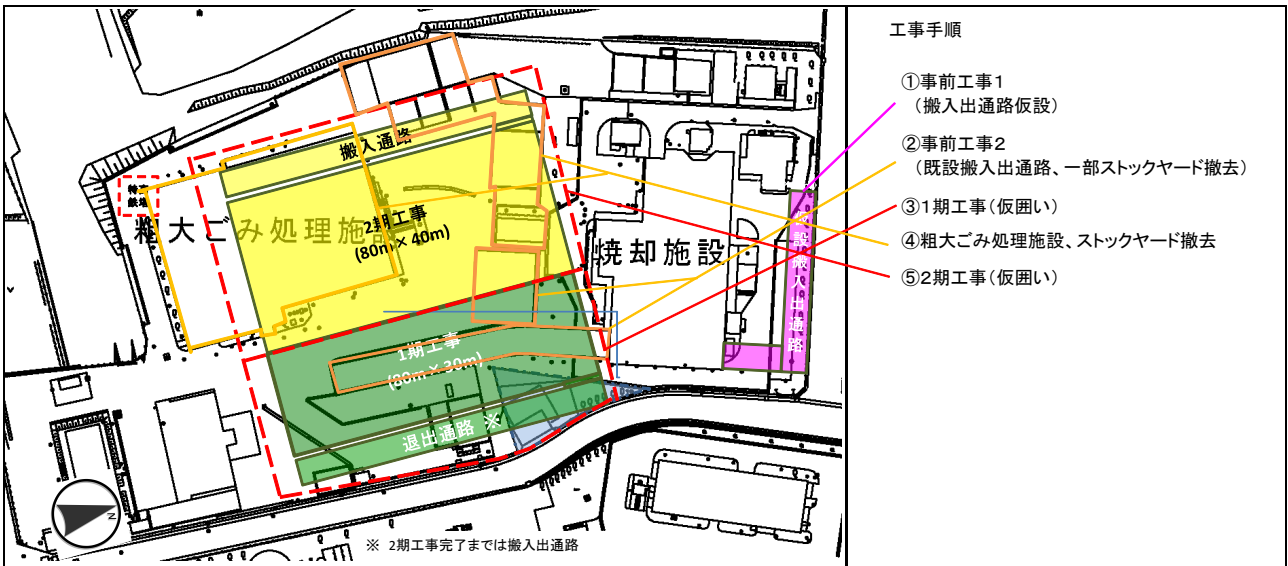 工事手順
①事前工事1
（搬入出通路仮設）
②事前工事2
（既設搬入出通路、一部ストックヤード撤去）
③1期工事（仮囲い）
④粗大ごみ処理施設、ストックヤード撤去
⑤2期工事（仮囲い）
搬入通路
粗大ごみ処理施
2期工事
(80m×40m)
焼却施設
設搬入出通路
1期工事
(80m×30m)
退出通路 ※
N
※ 2期工事完了までは搬入出通路